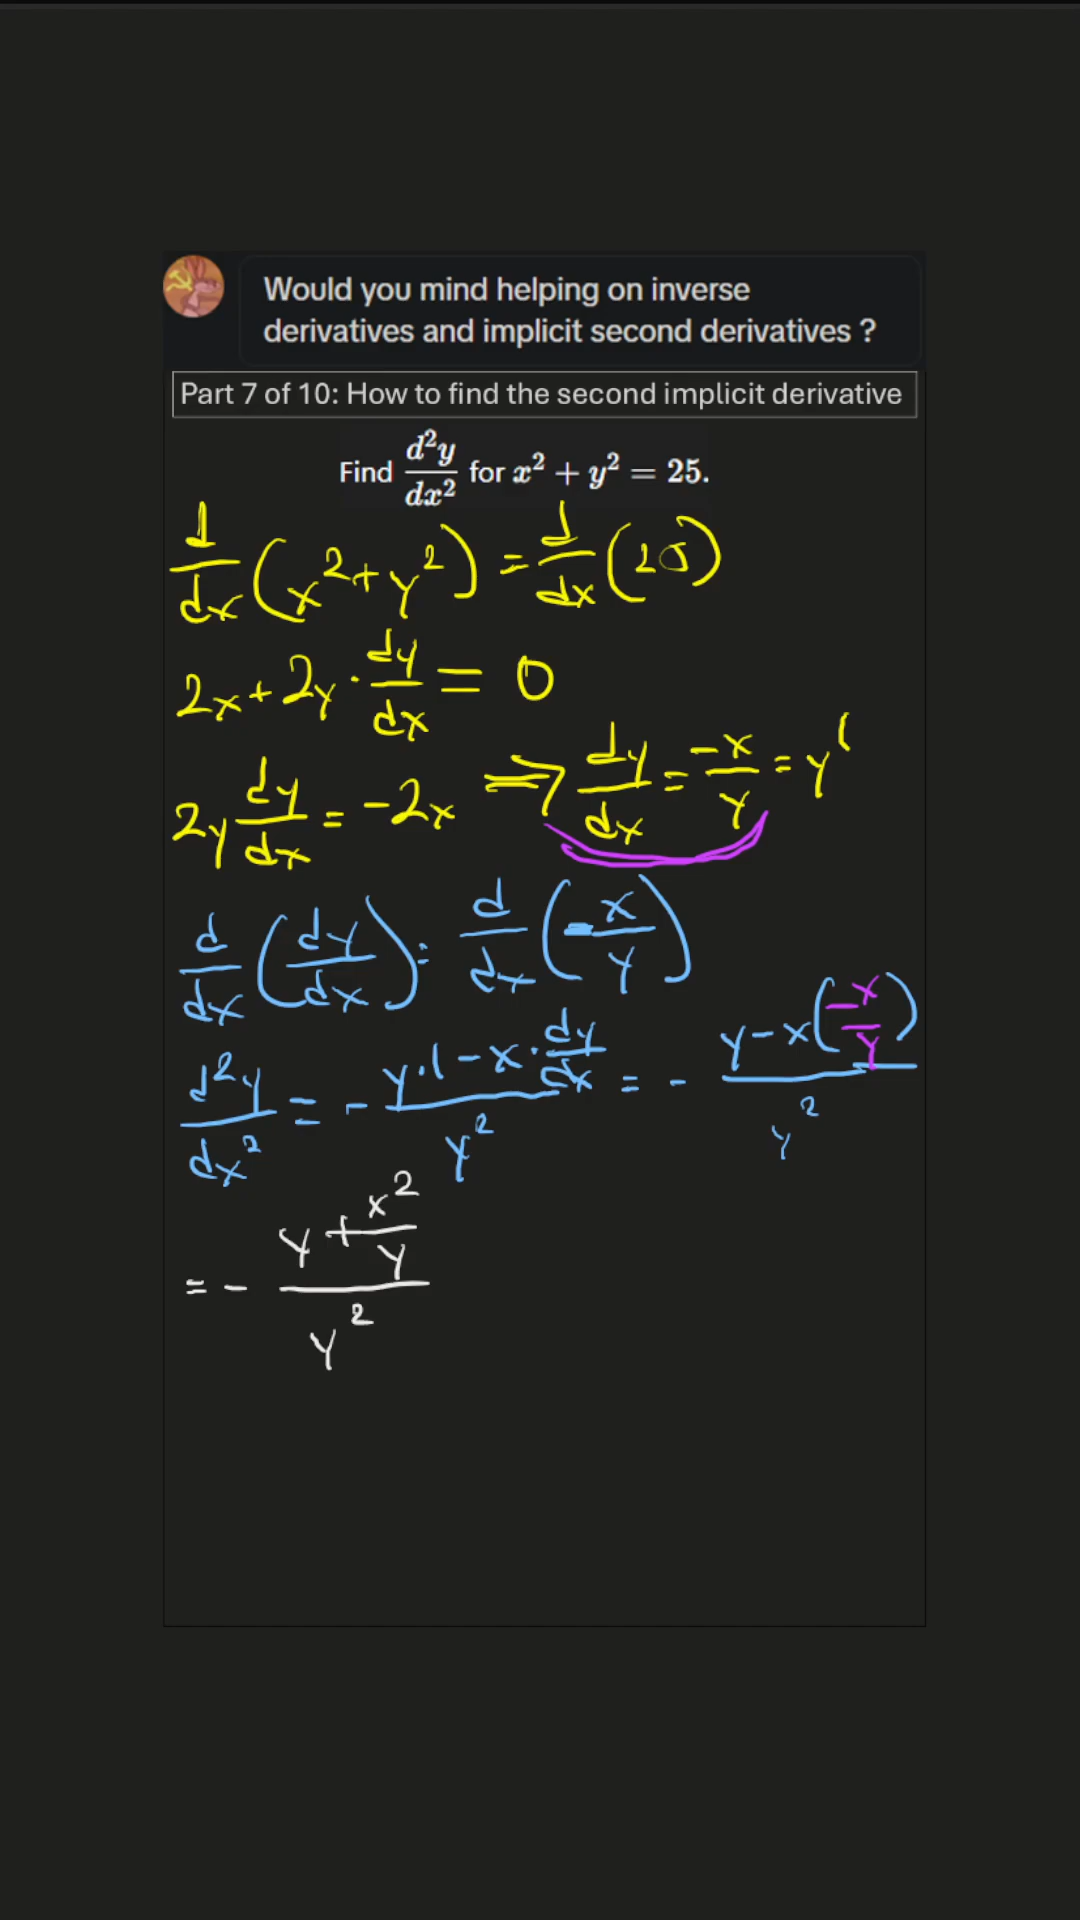 Would you mind helping on inverse
derivatives and implicit second derivatives ?
Part 7 of 10: How to find the second implicit derivative
Find d²y/dx² for x² + y² = 25.
d/dx (x² + y²) = d/dx (25)
2x + 2y · dy/dx = 0
2y dy/dx = -2x ⟹ dy/dx = -x/y = y'
d/dx (dy/dx) = d/dx (-x/y)
d²y/dx² = - (y·1 - x·dy/dx)/y² = - (y - x(-x/y))/y²
= - (y + x²/y)/y²